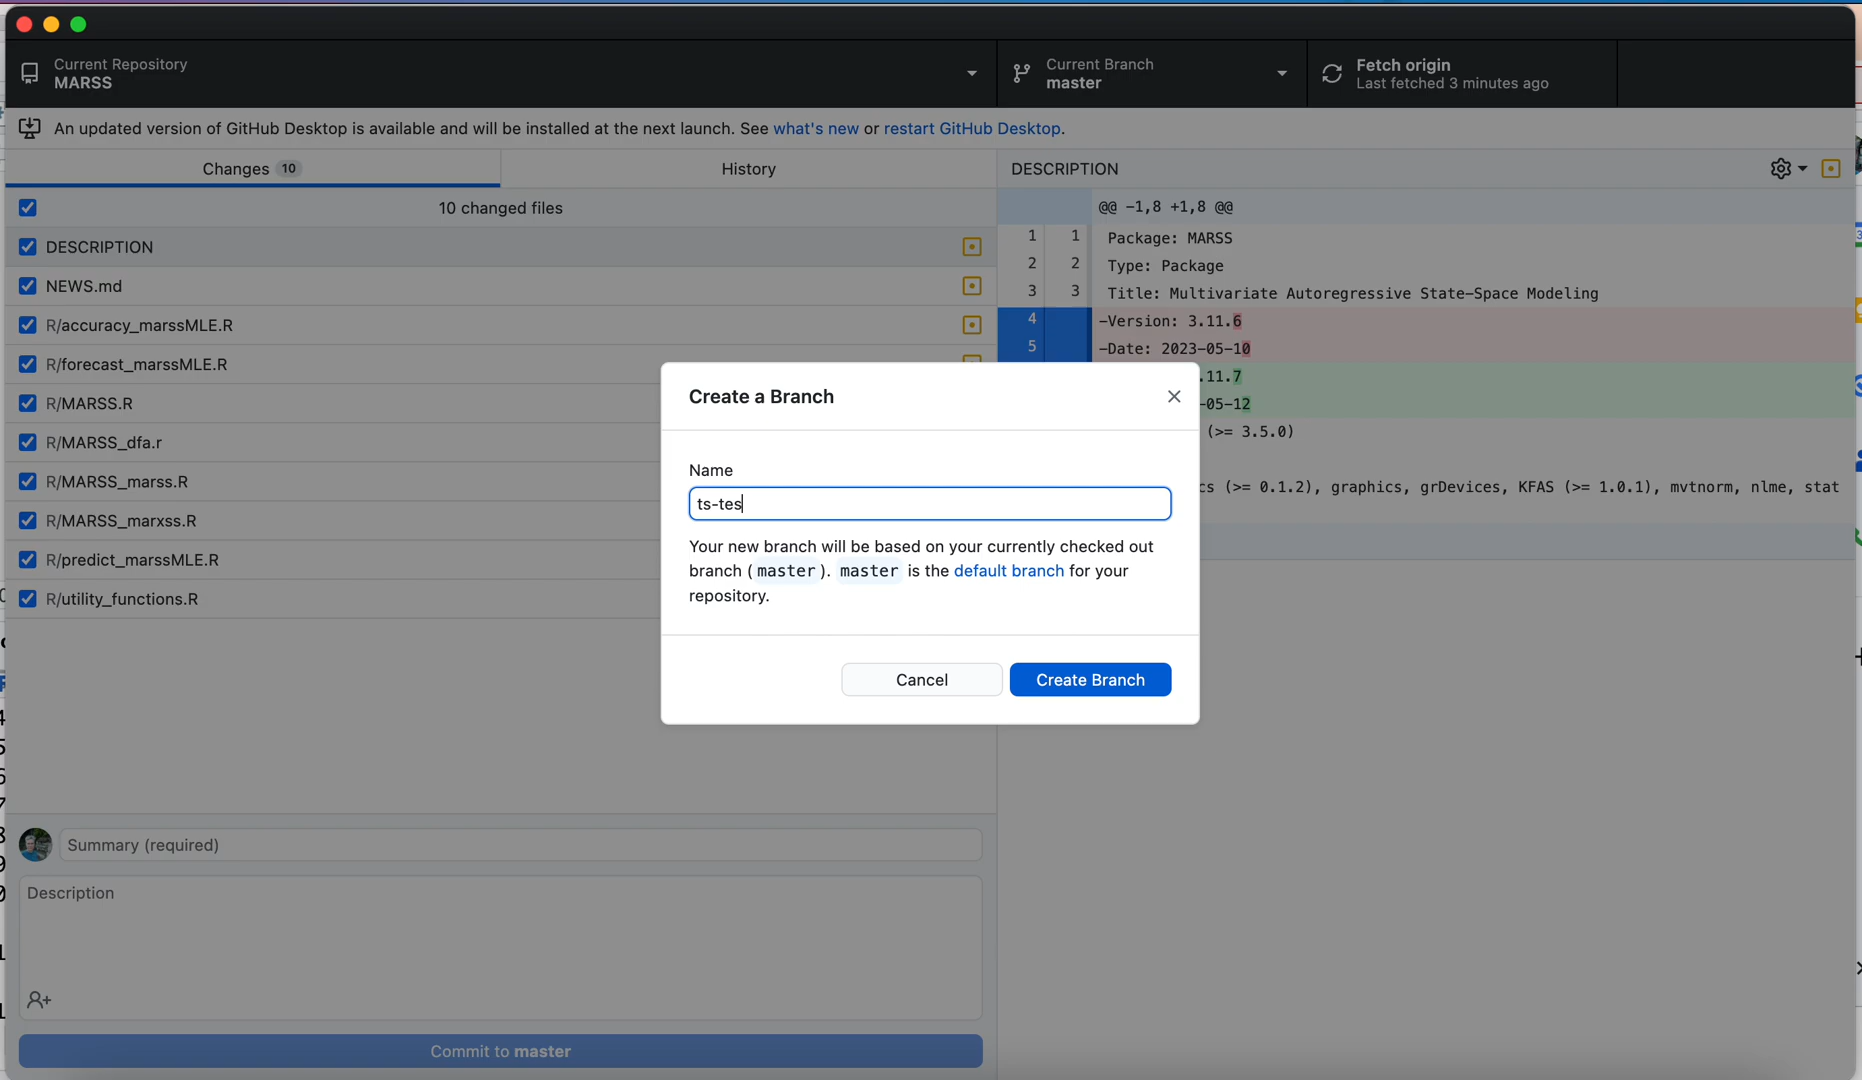 Current Repository
MARSS
Current Branch
master
Fetch origin
Last fetched 3 minutes ago
An updated version of GitHub Desktop is available and will be installed at the next launch. See what's new or restart GitHub Desktop.
Changes 10
History
DESCRIPTION
10 changed files
DESCRIPTION
NEWS.md
R/accuracy_marssMLE.R
R/forecast_marssMLE.R
R/MARSS.R
R/MARSS_dfa.r
R/MARSS_marss.R
R/MARSS_marxss.R
R/predict_marssMLE.R
R/utility_functions.R
@@ -1,8 +1,8 @@
1 1 Package: MARSS
2 2 Type: Package
3 3 Title: Multivariate Autoregressive State-Space Modeling
4 -Version: 3.11.6
5 -Date: 2023-05-10
.11.7
-05-12
(>= 3.5.0)
cs (>= 0.1.2), graphics, grDevices, KFAS (>= 1.0.1), mvtnorm, nlme, stat
Create a Branch
Name
ts-tes
Your new branch will be based on your currently checked out
branch (master). master is the default branch for your
repository.
Cancel
Create Branch
Summary (required)
Description
Commit to master